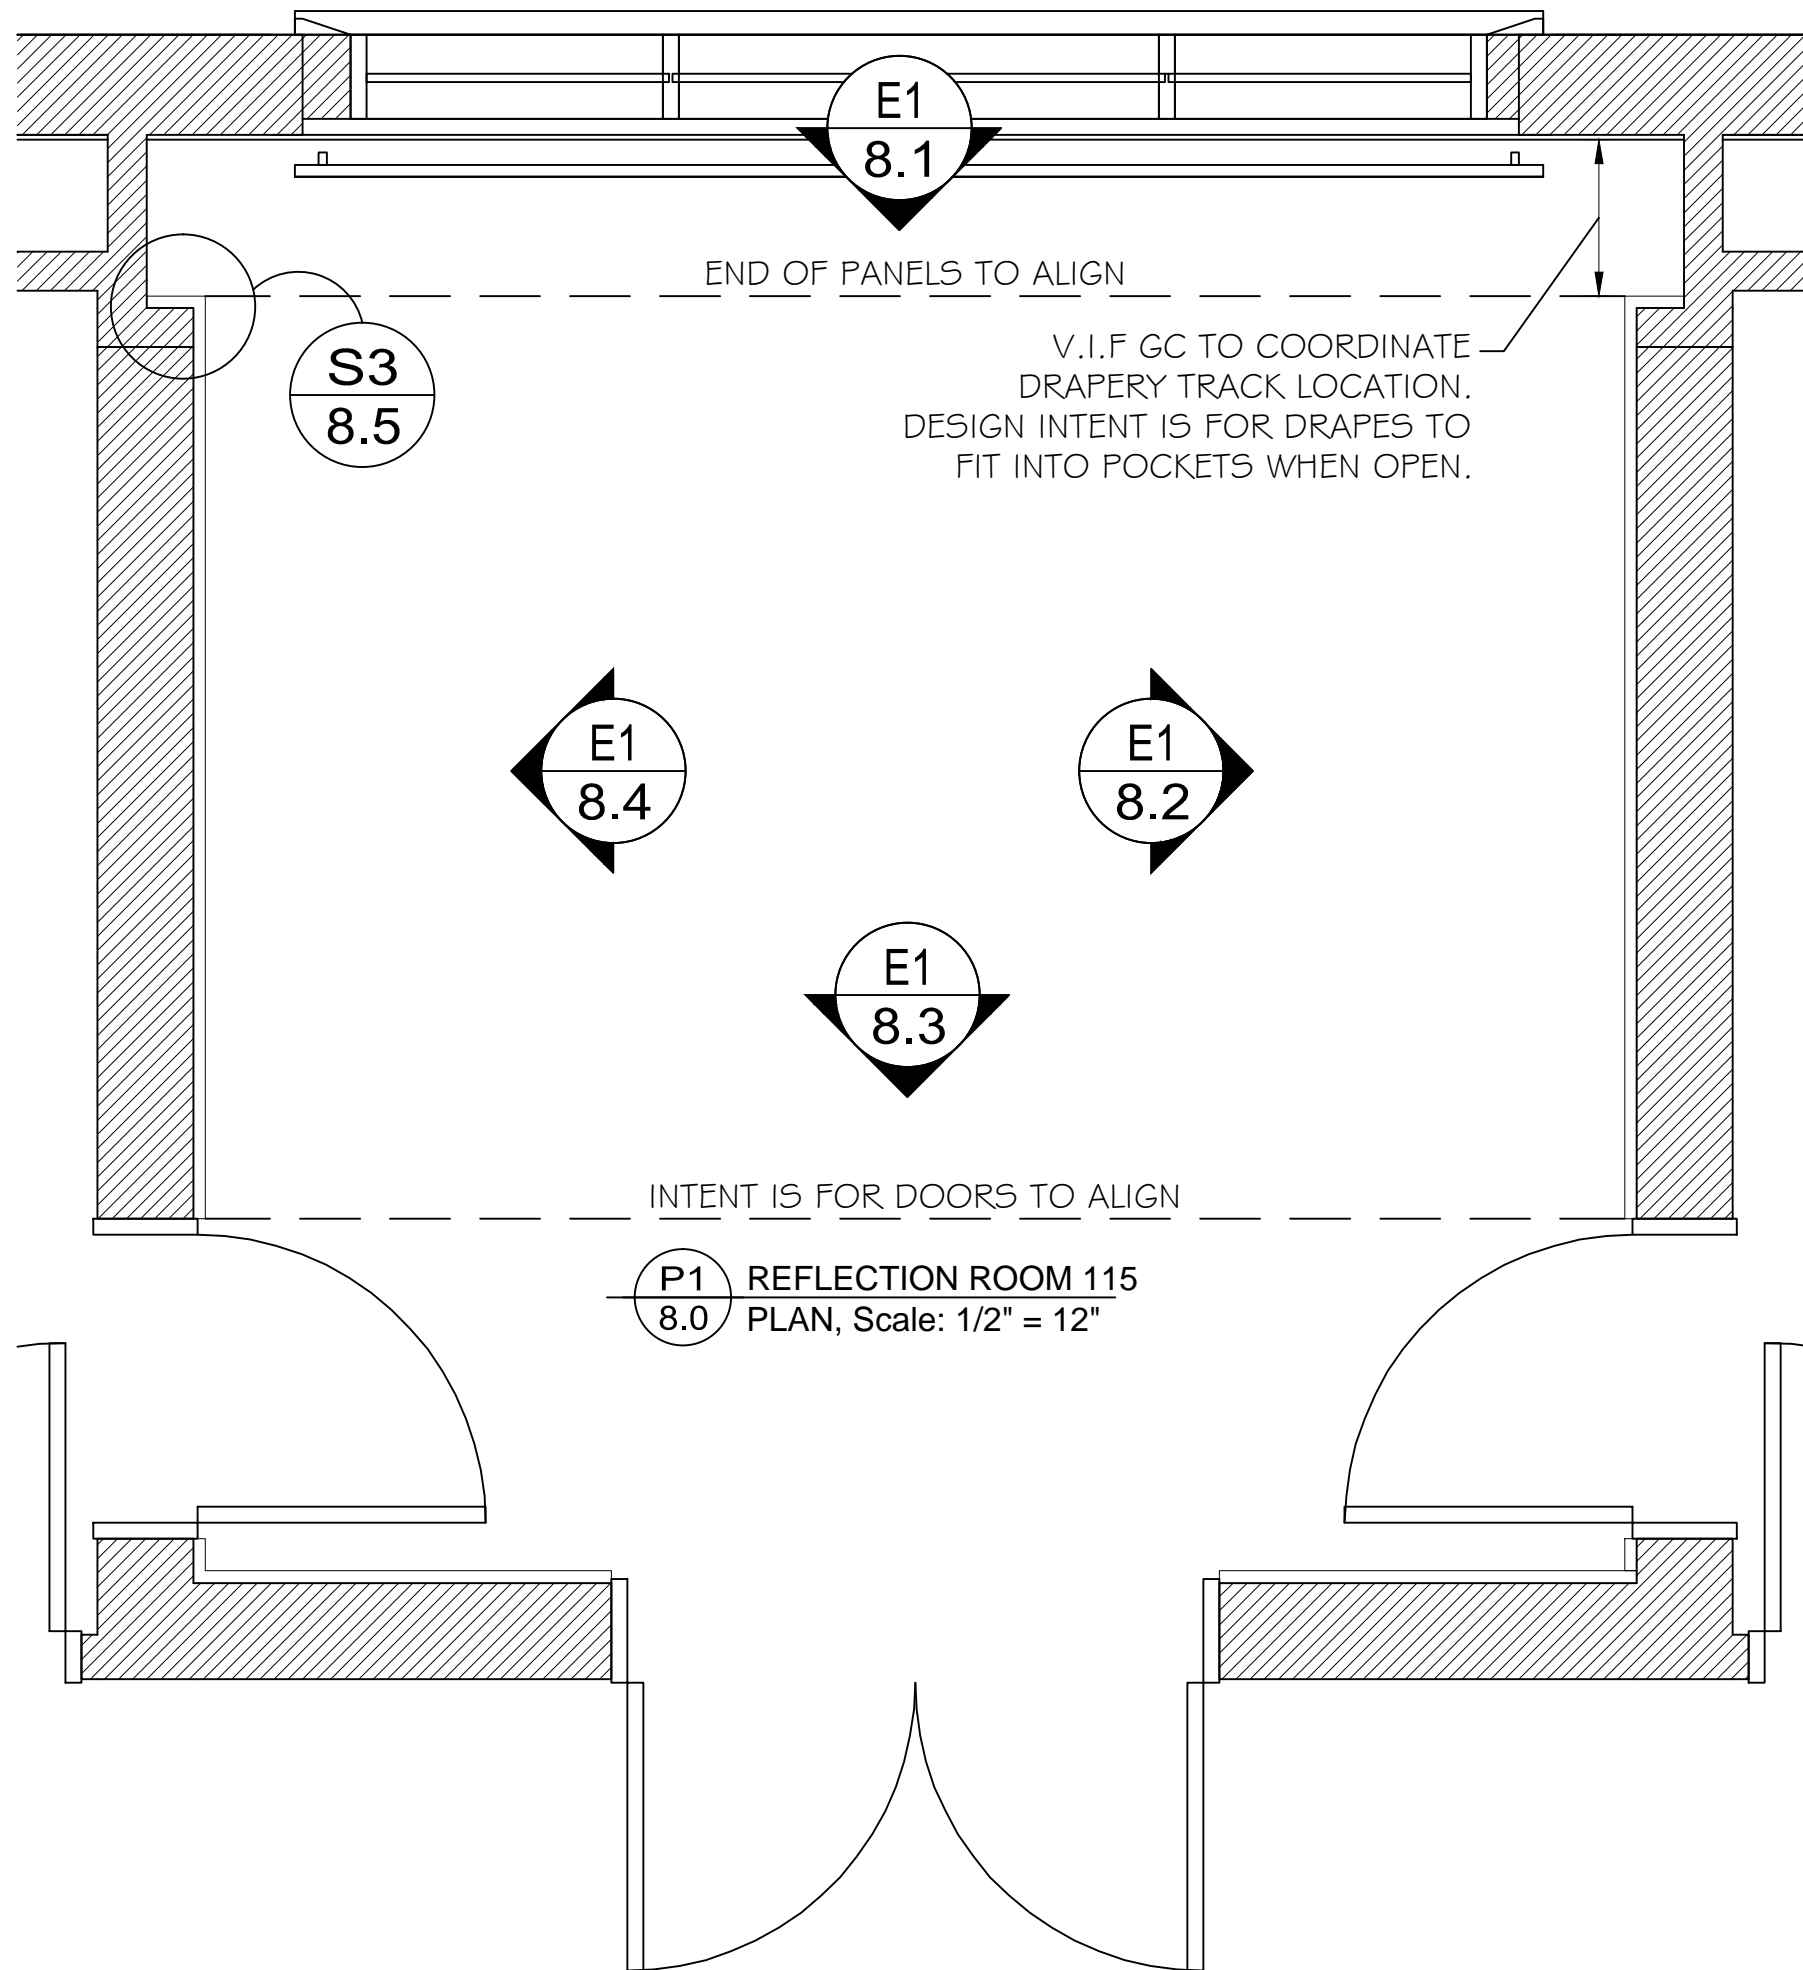 E1
8.1
END OF PANELS TO ALIGN
S3
8.5
V.I.F GC TO COORDINATE
DRAPERY TRACK LOCATION.
DESIGN INTENT IS FOR DRAPES TO
FIT INTO POCKETS WHEN OPEN.
E1
8.4
E1
8.2
E1
8.3
INTENT IS FOR DOORS TO ALIGN
P1
8.0
REFLECTION ROOM 115
PLAN, Scale: 1/2" = 12"